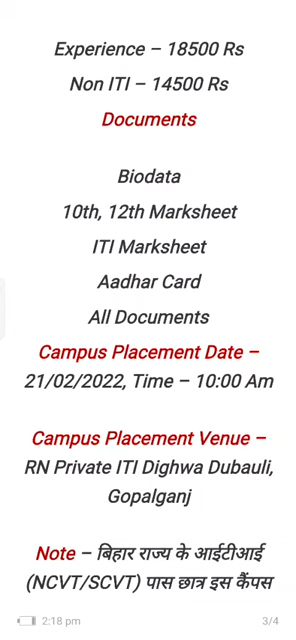 Experience – 18500 Rs
Non ITI – 14500 Rs
Documents
Biodata
10th, 12th Marksheet
ITI Marksheet
Aadhar Card
All Documents
Campus Placement Date –
21/02/2022, Time – 10:00 Am
Campus Placement Venue –
RN Private ITI Dighwa Dubauli,
Gopalganj
Note – बिहार राज्य के आईटीआई
(NCVT/SCVT) पास छात्र इस कैंपस
2:18 pm 3/4